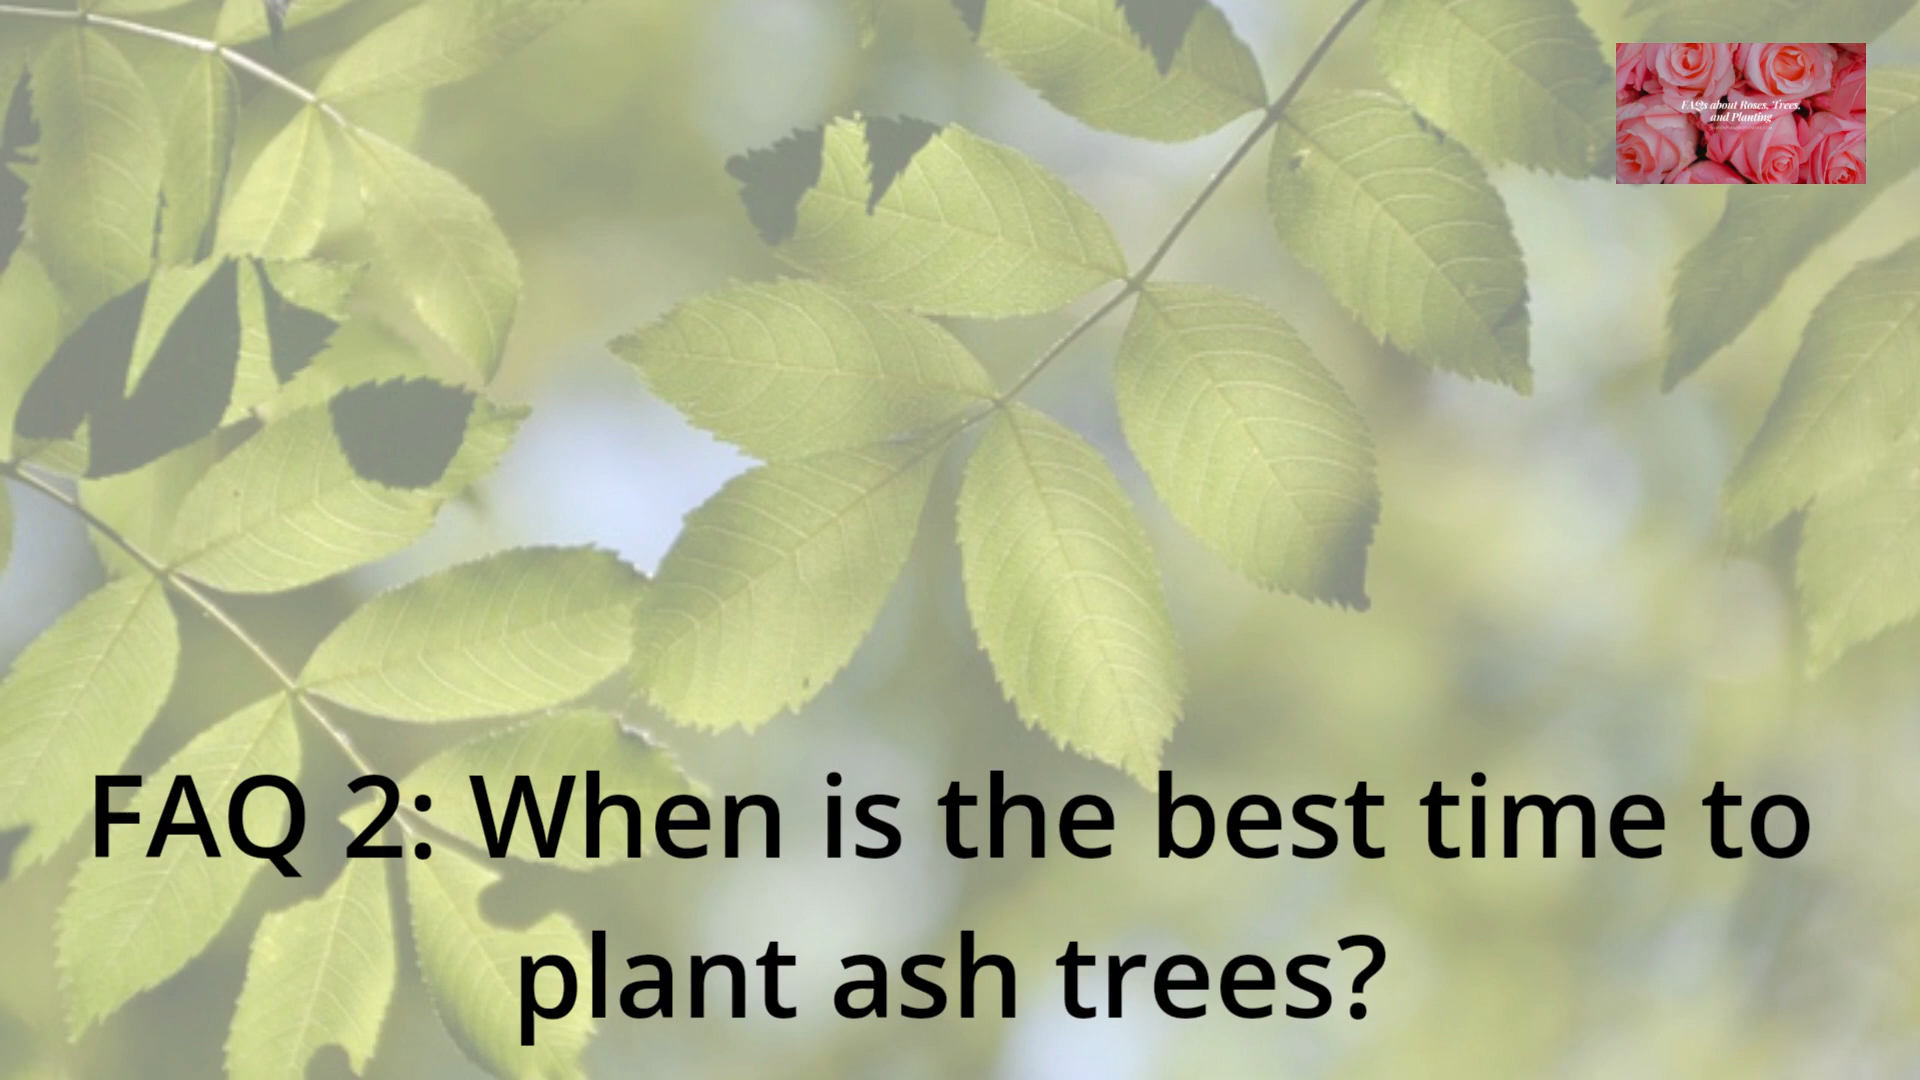 FAQs about Roses, Trees,
and Planting
FAQ 2: When is the best time to
plant ash trees?